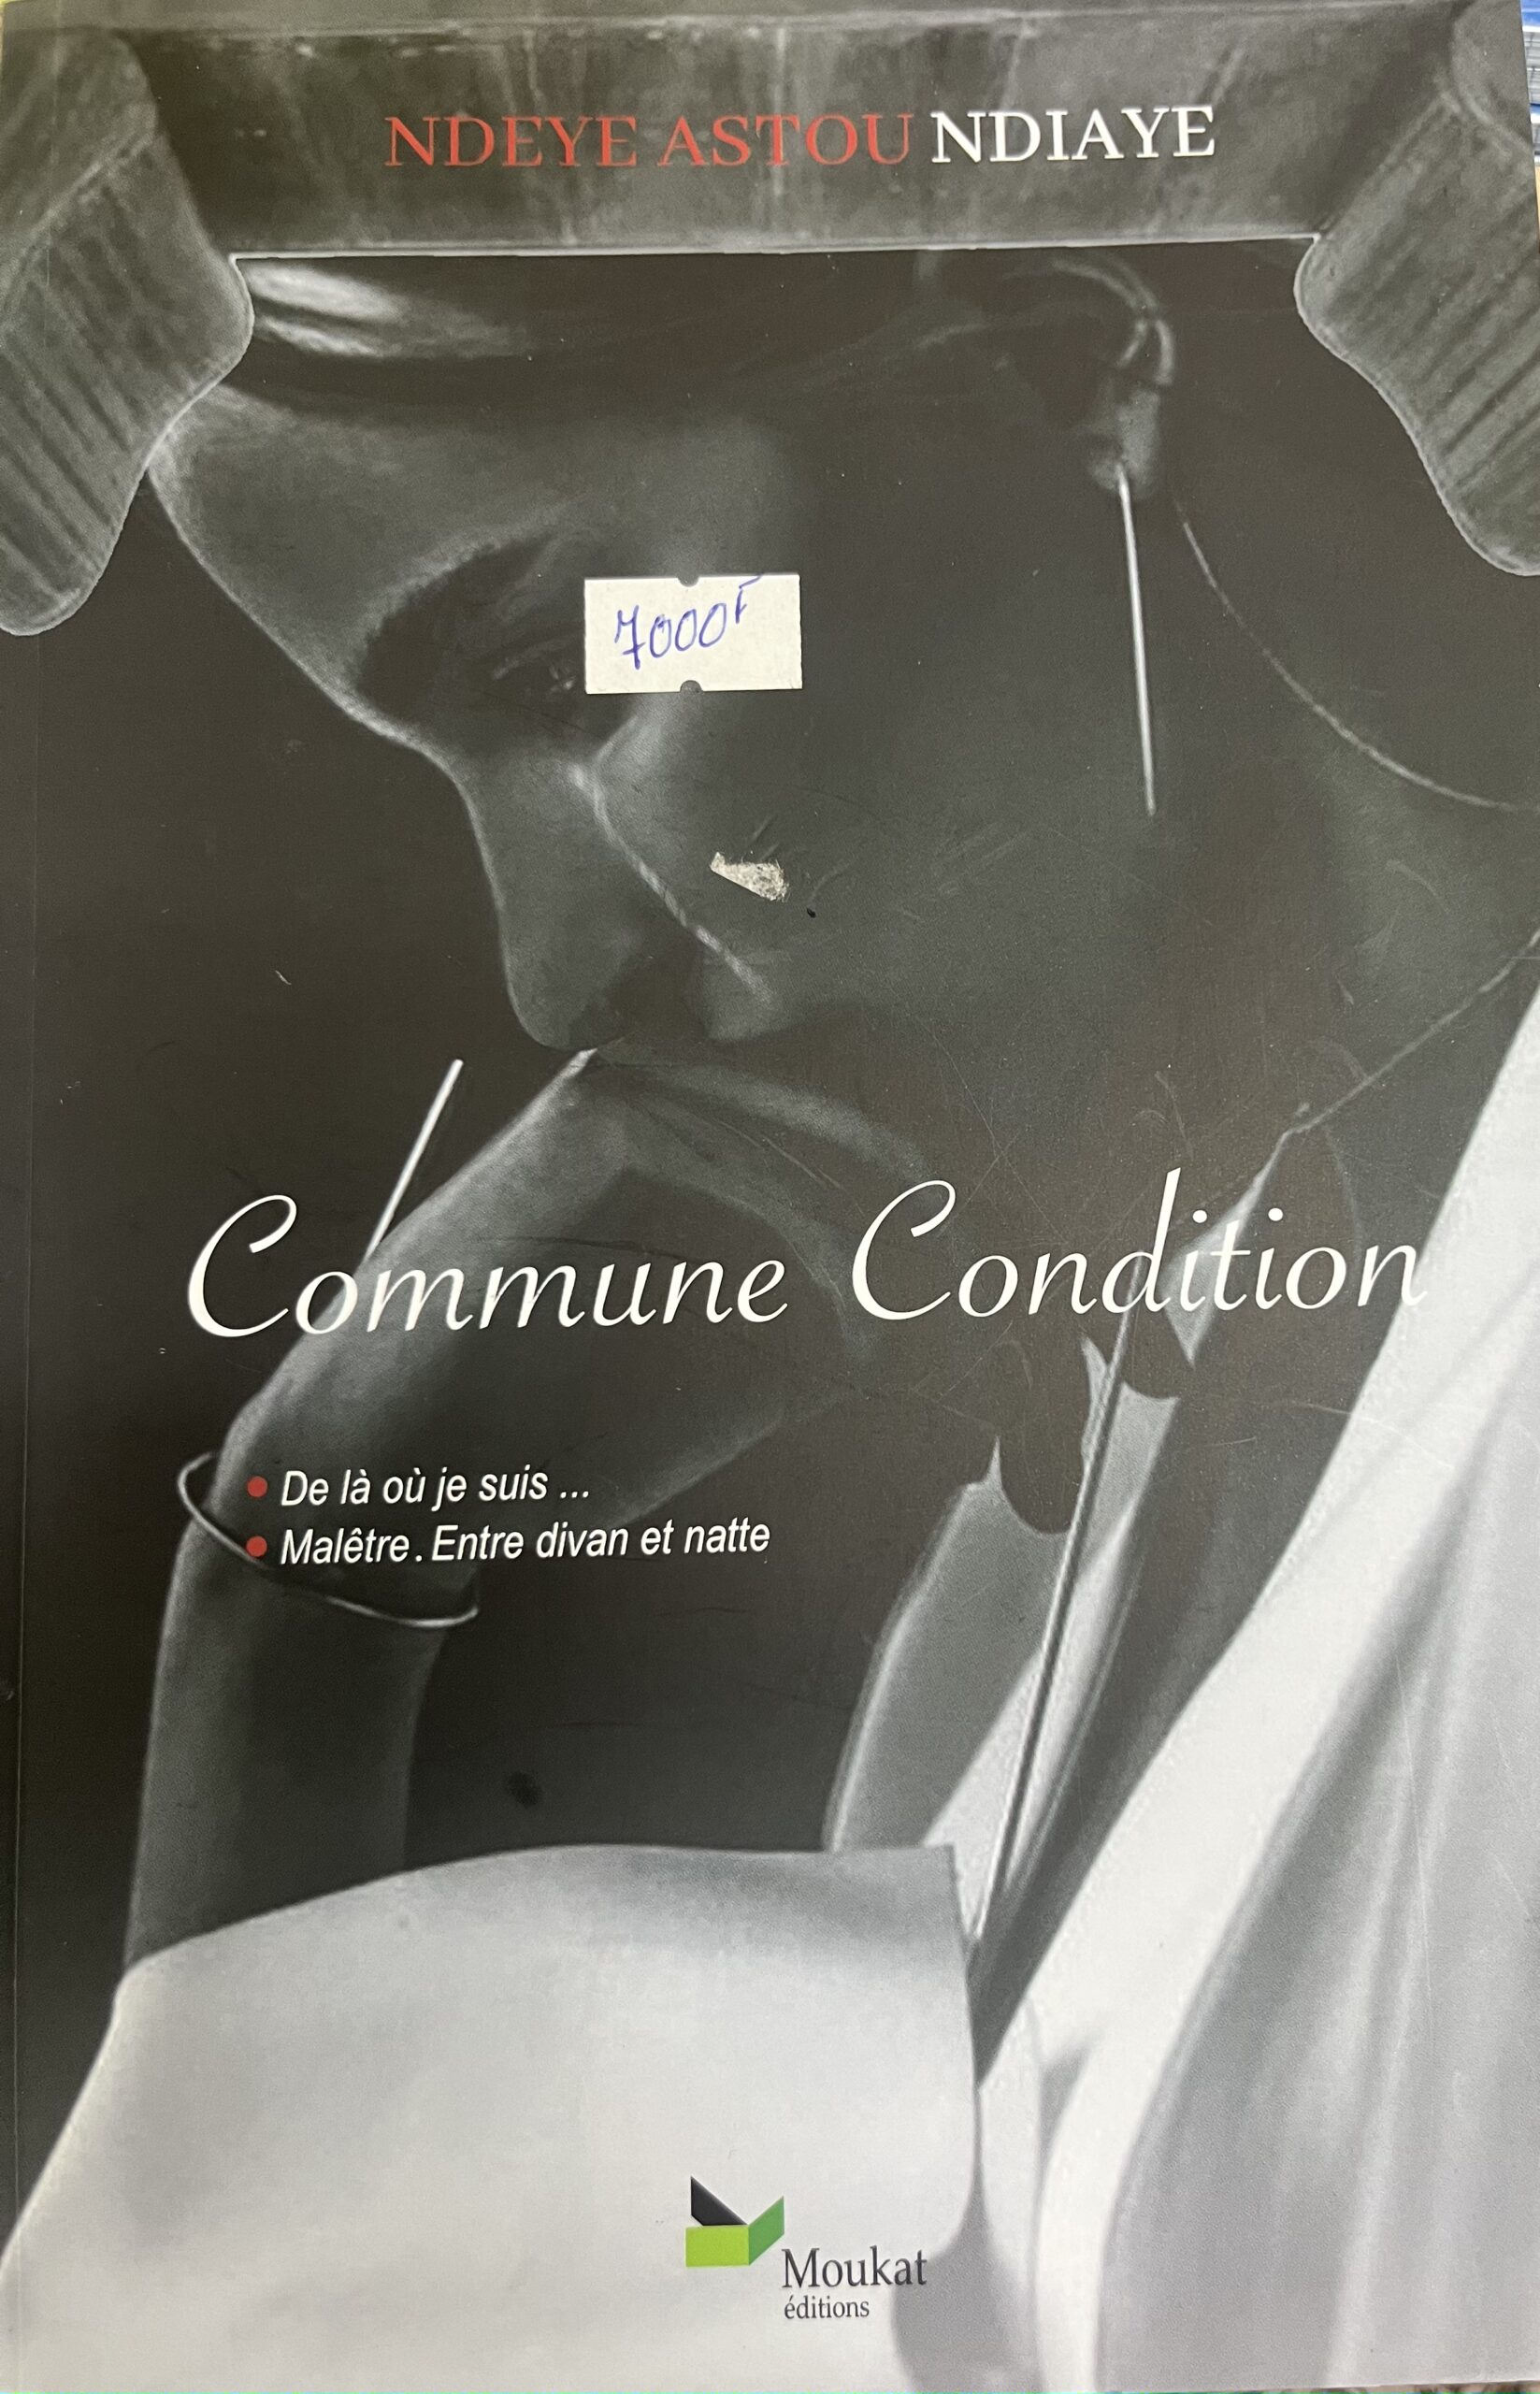 NDEYE ASTOU NDIAYE
7000F
Commune Condition
• De là où je suis ...
• Malêtre. Entre divan et natte
Moukat
éditions